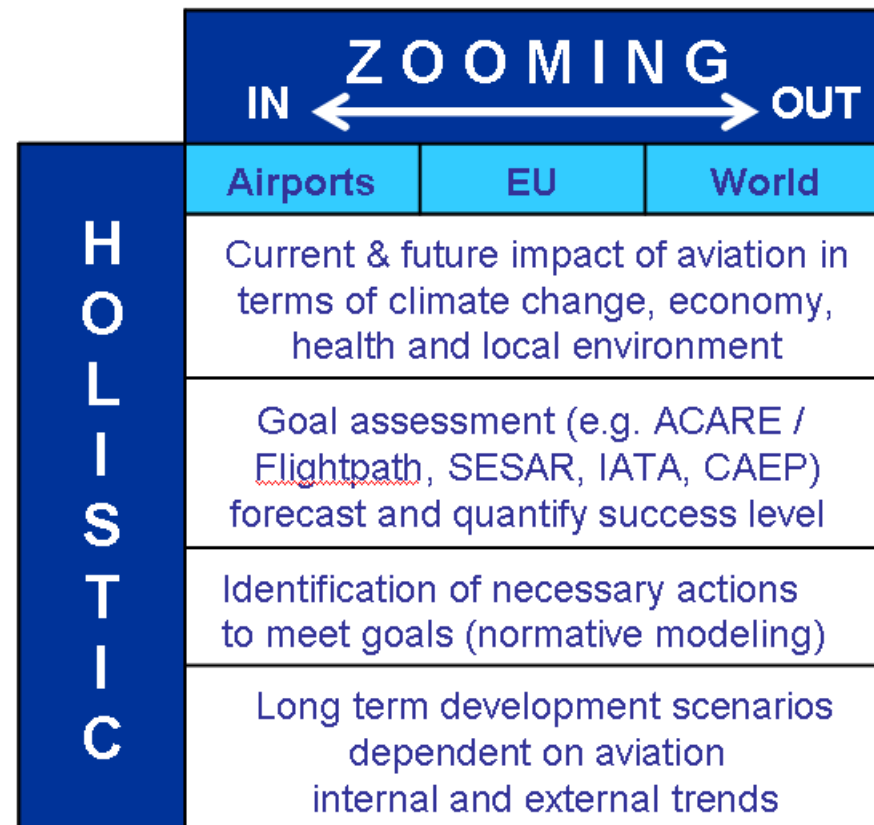 Z O O M I N G
IN OUT
Airports EU World
H
O
L
I
S
T
I
C
Current & future impact of aviation in
terms of climate change, economy,
health and local environment
Goal assessment (e.g. ACARE /
Flightpath, SESAR, IATA, CAEP)
forecast and quantify success level
Identification of necessary actions
to meet goals (normative modeling)
Long term development scenarios
dependent on aviation
internal and external trends